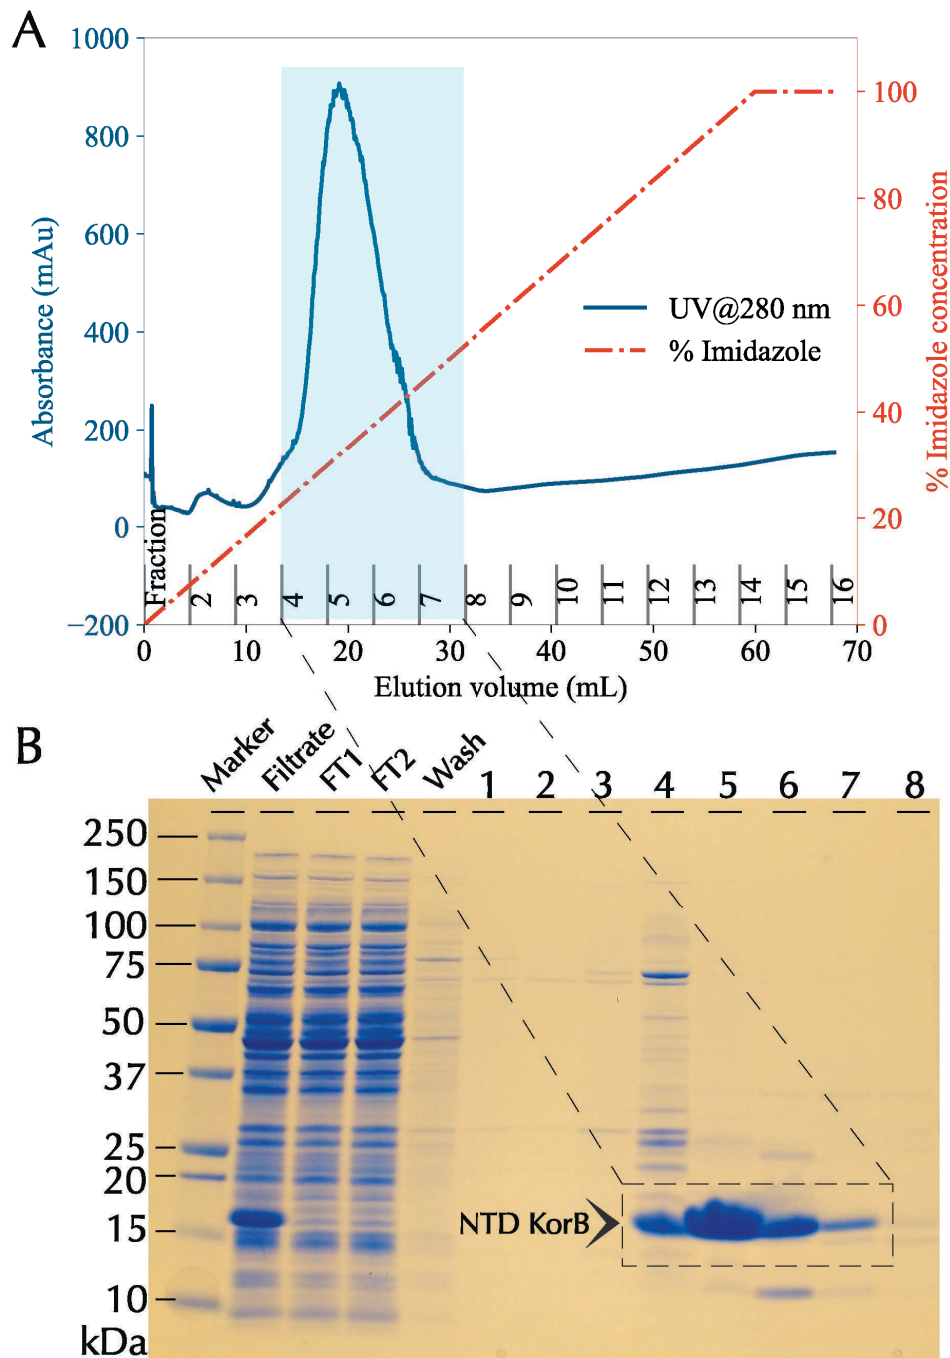 A
1000
800
600
400
200
0
−200
Absorbance (mAu)
100
80
60
40
20
0
% Imidazole concentration
UV@280 nm
% Imidazole
Fraction 2 3 4 5 6 7 8 9 10 11 12 13 14 15 16
0 10 20 30 40 50 60 70
Elution volume (mL)
B
Marker Filtrate FT1 FT2 Wash 1 2 3 4 5 6 7 8
250
150
100
75
50
37
25
20
15
10
kDa
NTD KorB